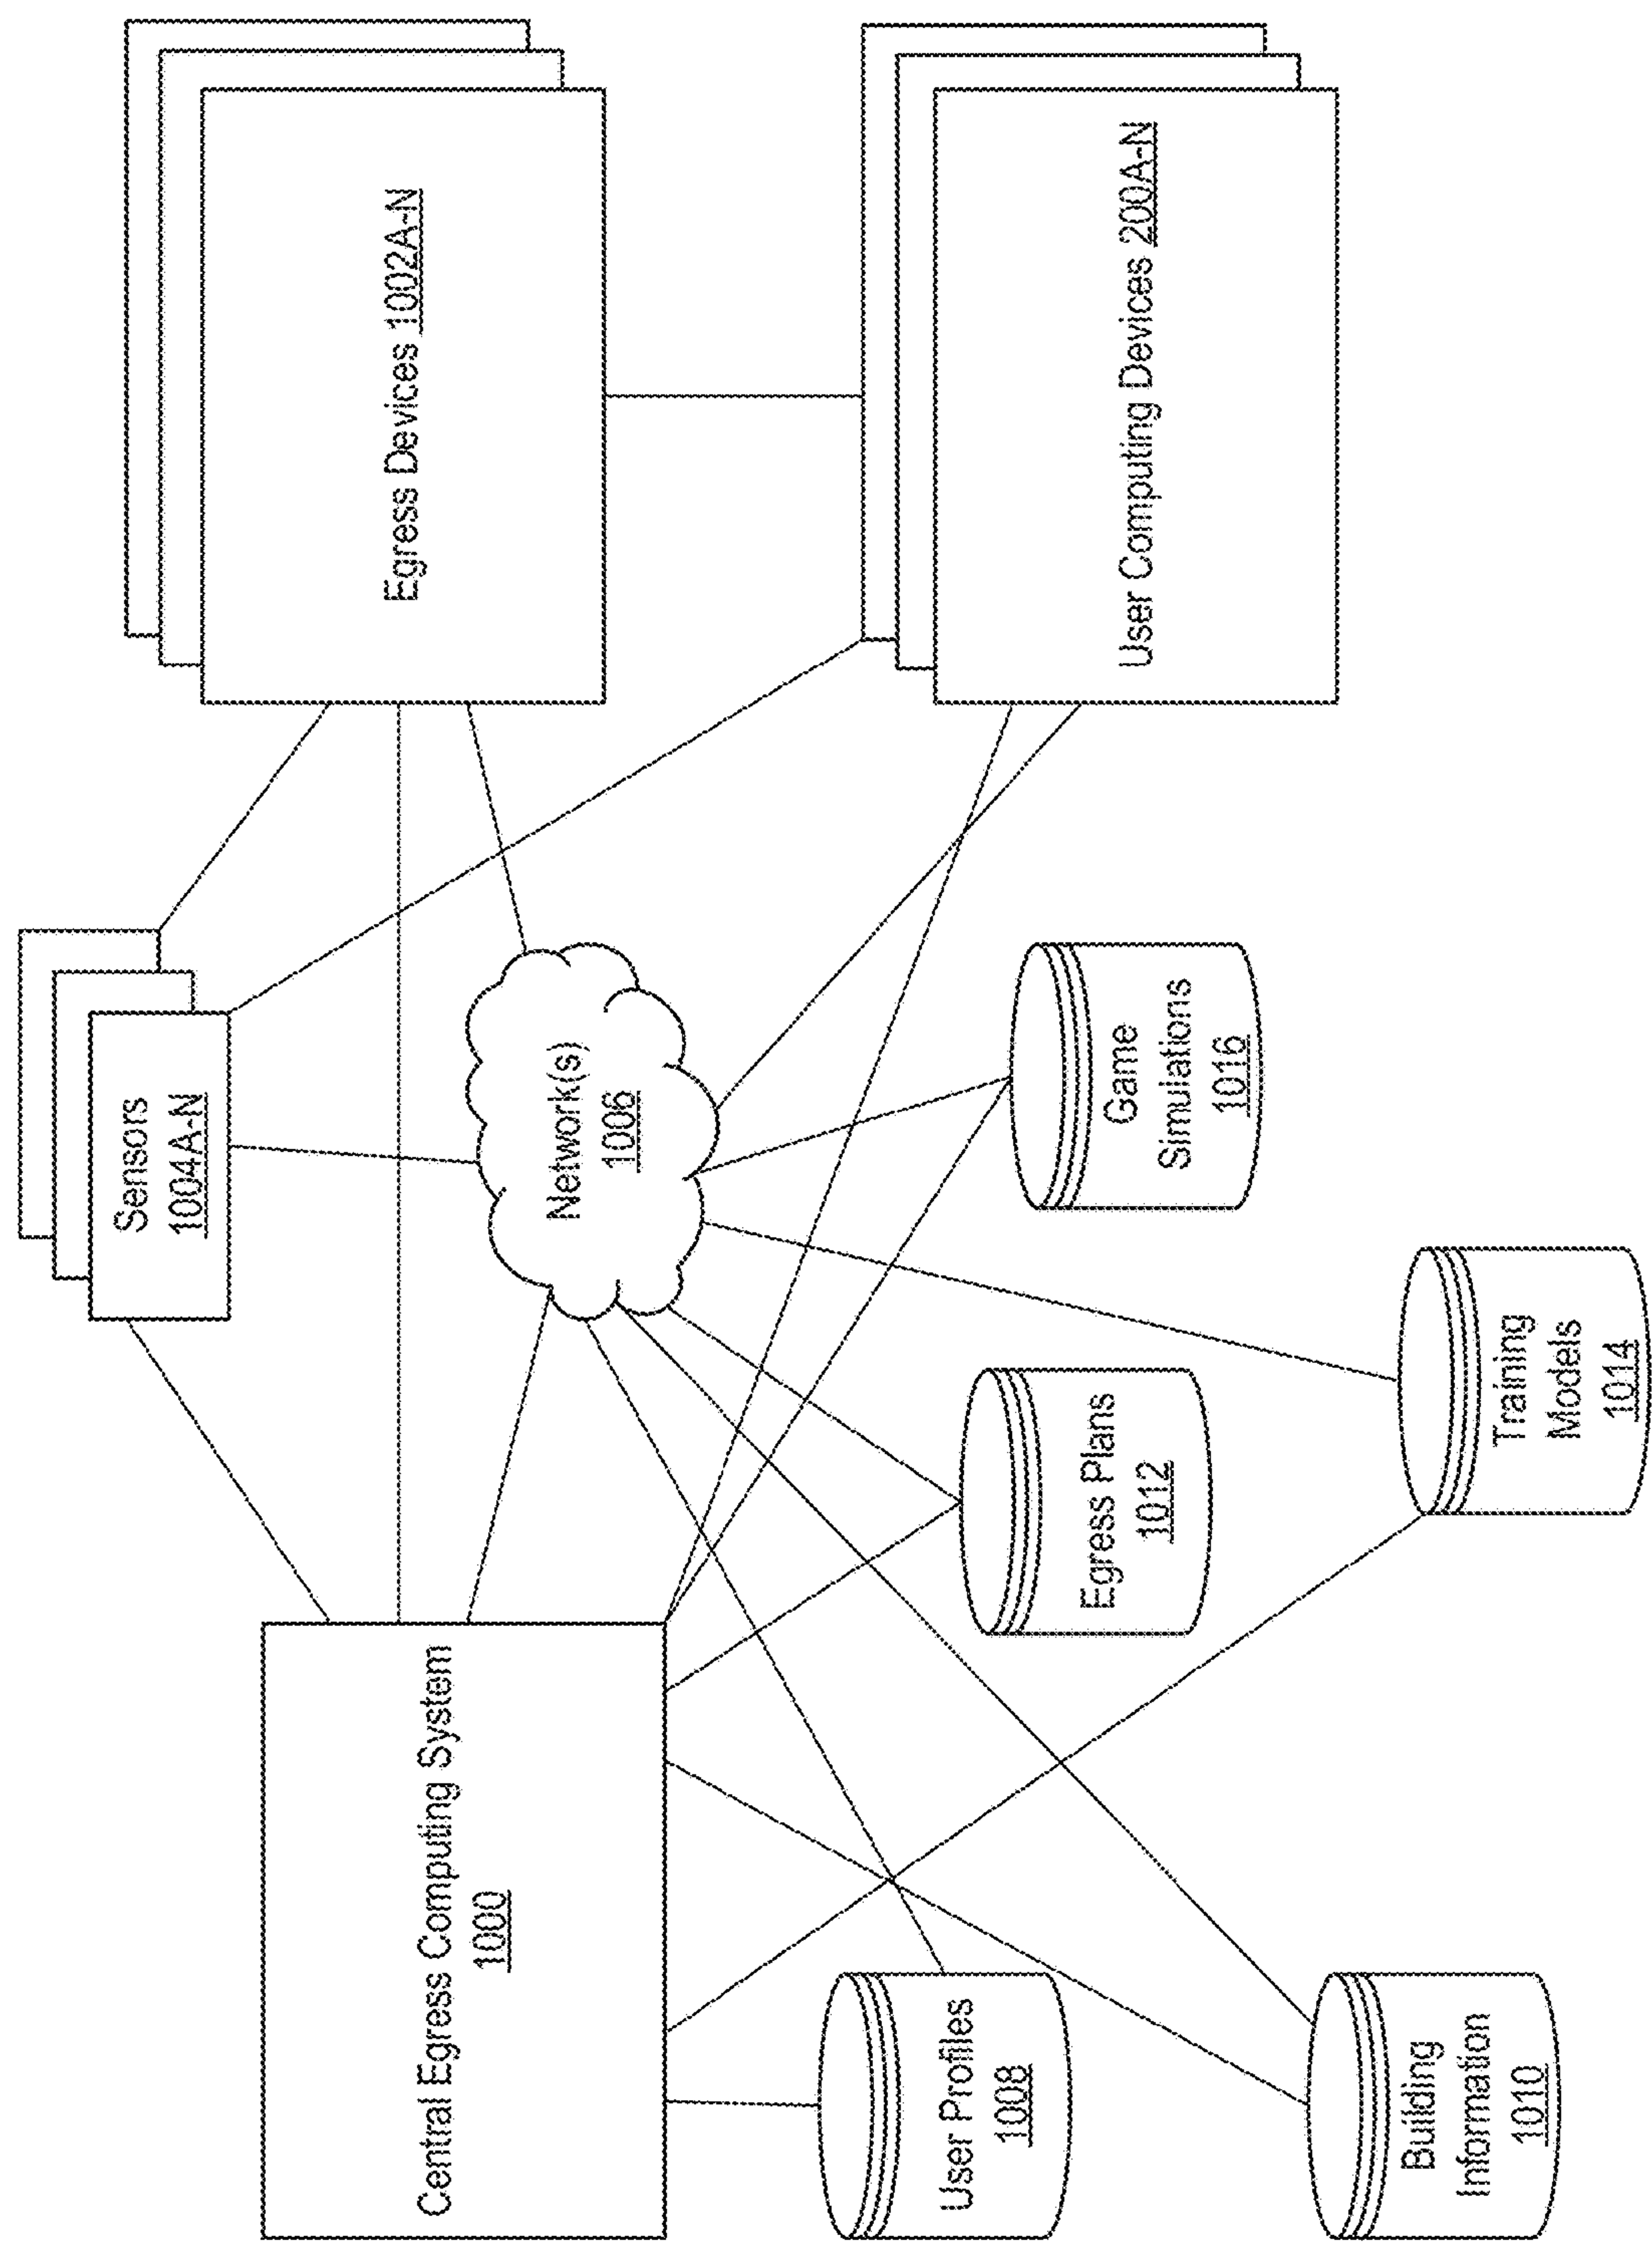 Sensors
1004A-N
Central Egress Computing System
1000
Egress Devices 1002A-N
Network(s)
1006
User Profiles
1008
Egress Plans
1012
Game
Simulations
1016
User Computing Devices 200A-N
Building
Information
1010
Training
Models
1014